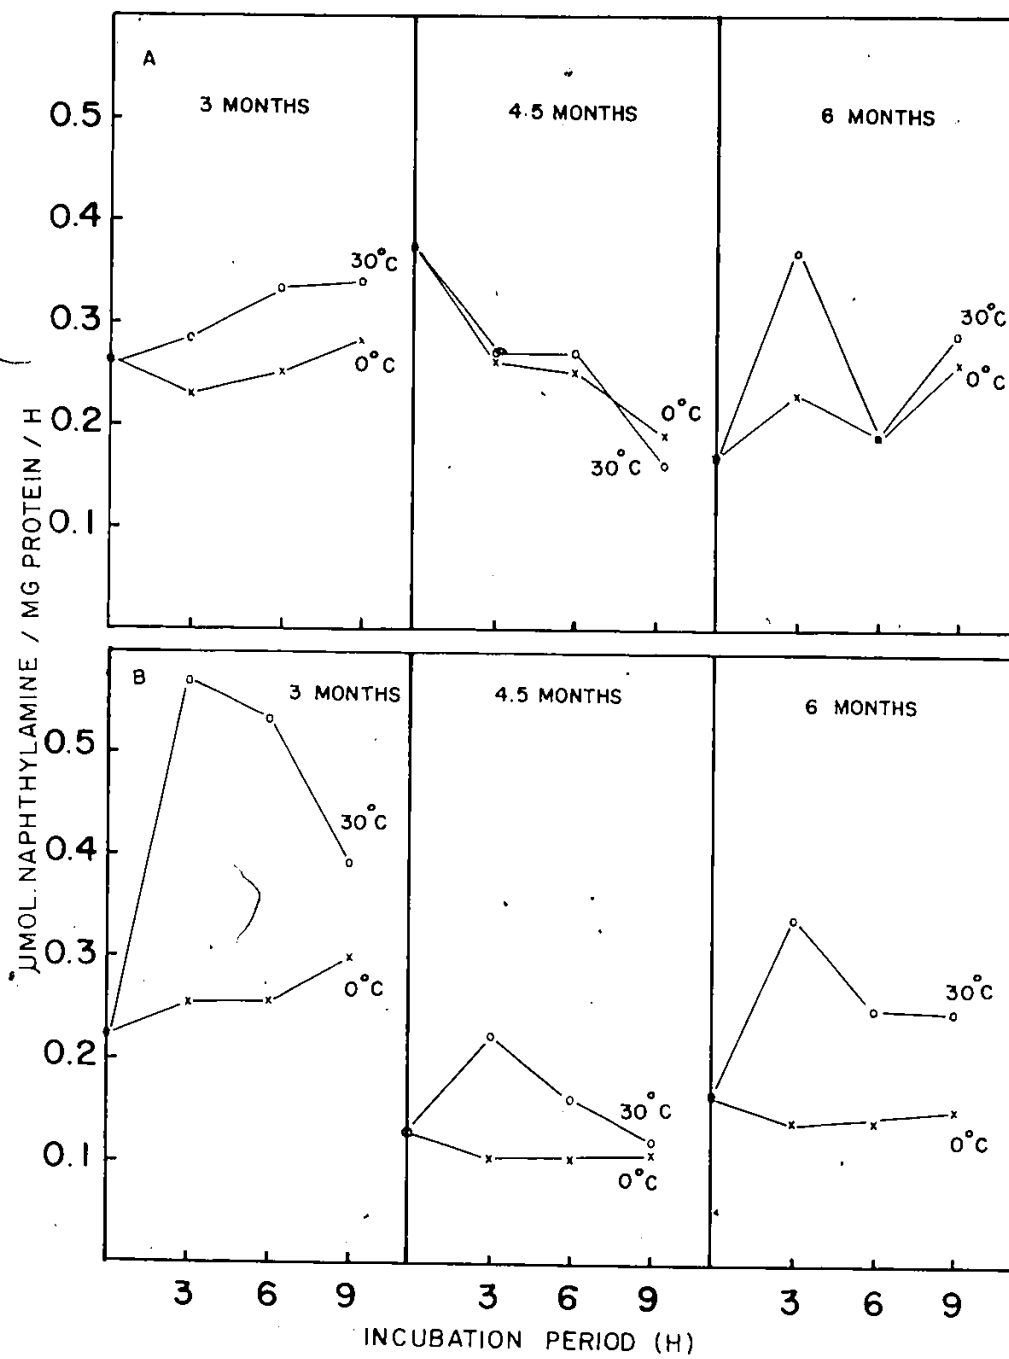 A
3 MONTHS
4.5 MONTHS
6 MONTHS
0.5
0.4
0.3
0.2
0.1
30°C
0°C
0°C
30°C
30°C
0°C
B
3 MONTHS
4.5 MONTHS
6 MONTHS
0.5
0.4
0.3
0.2
0.1
30°C
0°C
30°C
0°C
30°C
0°C
3 6 9 3 6 9 3 6 9
INCUBATION PERIOD (H)
µMOL.NAPHTHYLAMINE / MG PROTEIN / H